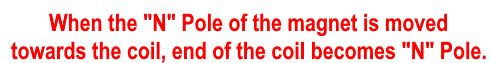 When the "N" Pole of the magnet is moved
towards the coil, end of the coil becomes "N" Pole.